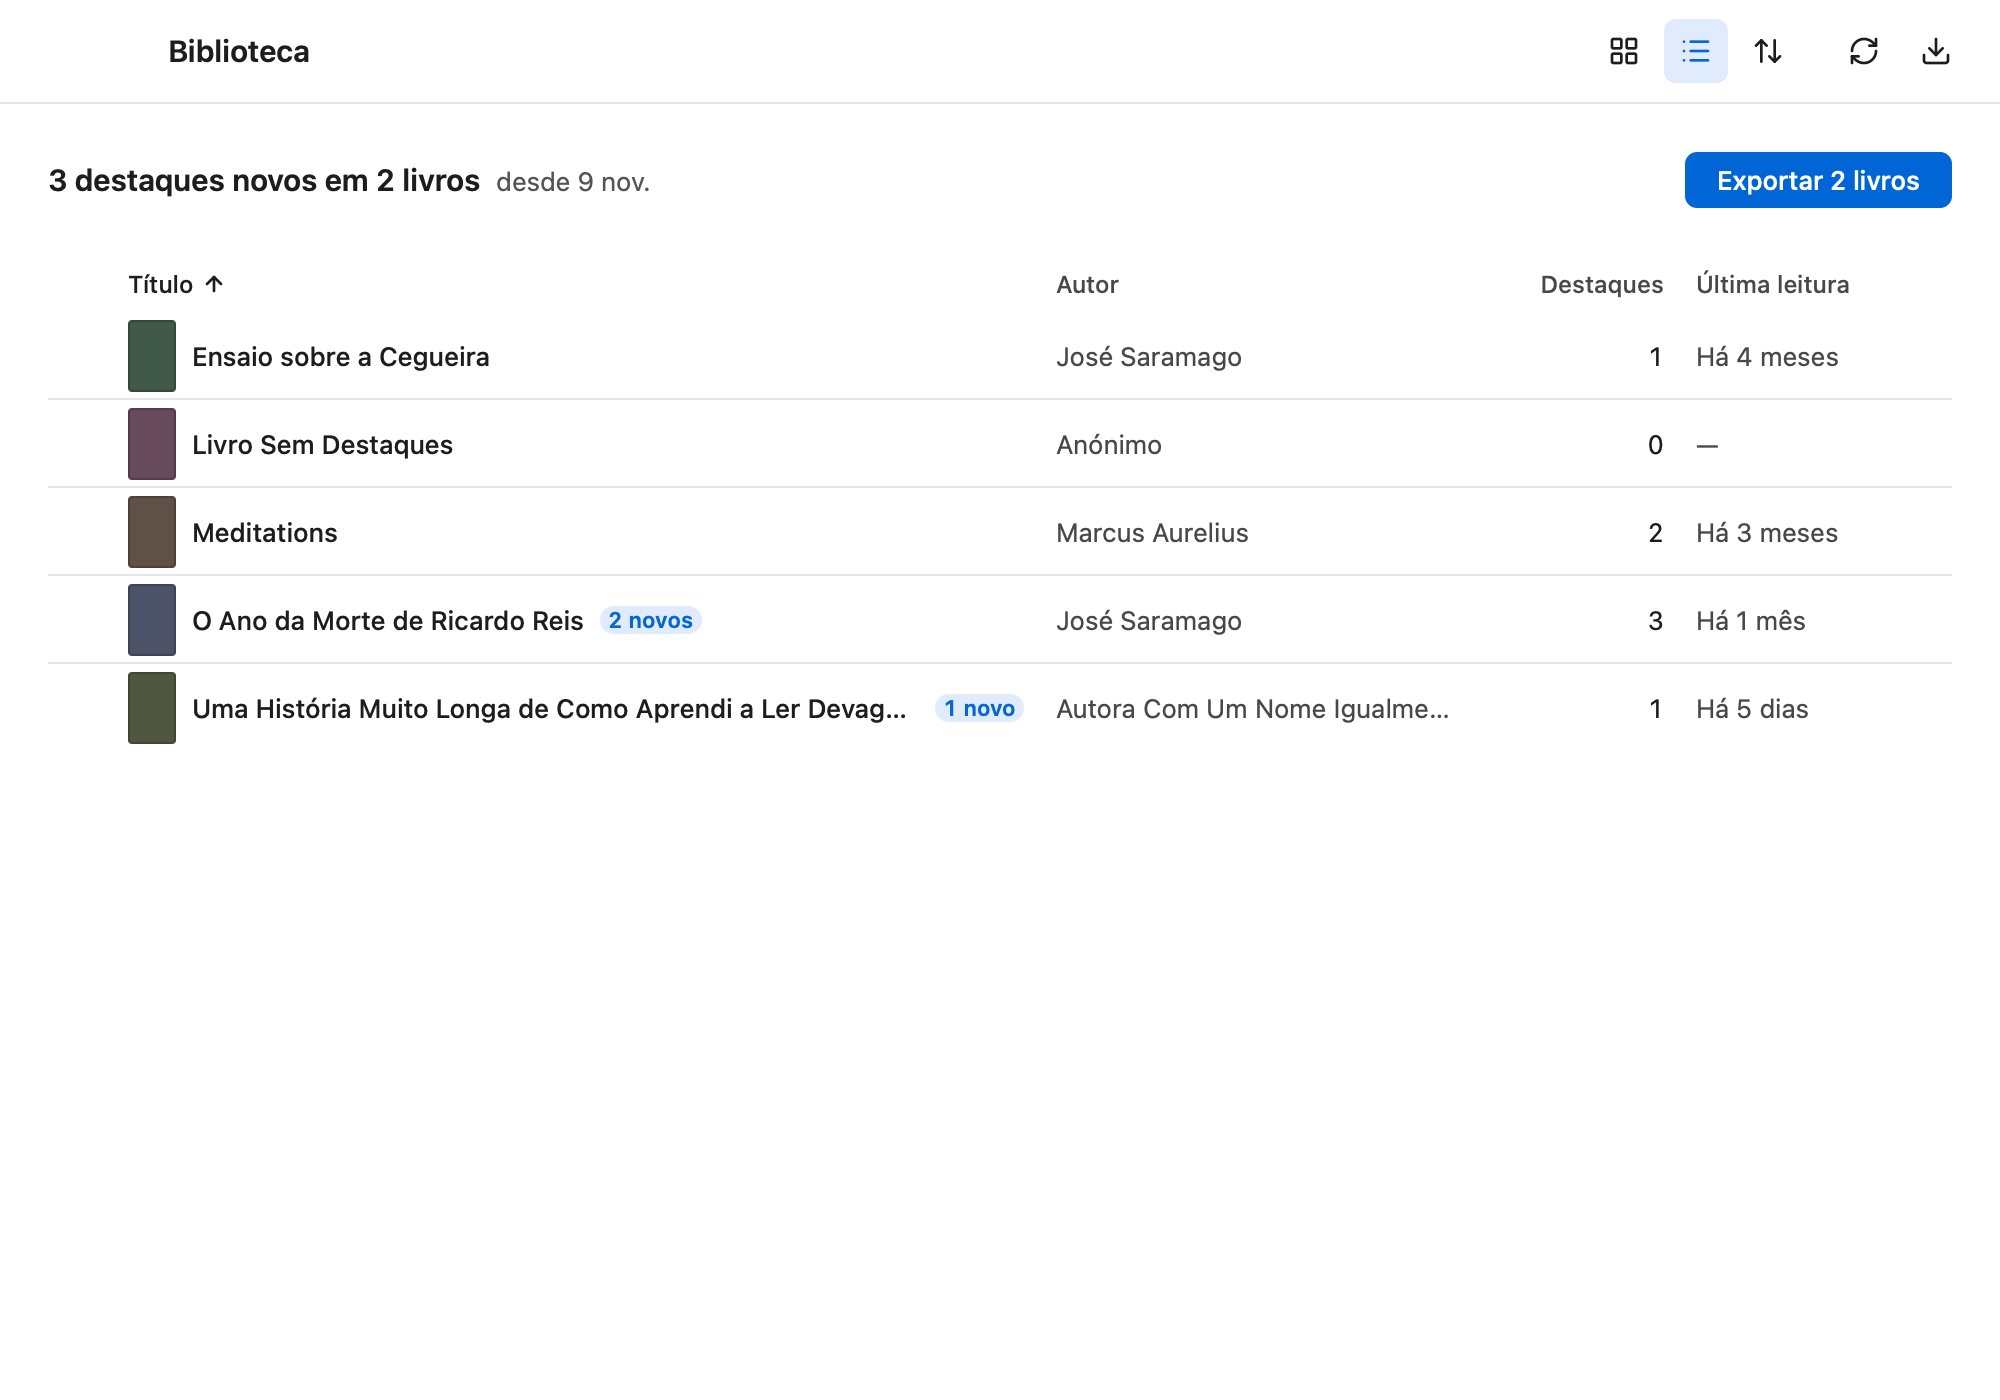 Biblioteca
3 destaques novos em 2 livros desde 9 nov.
Exportar 2 livros
Título ↑ Autor Destaques Última leitura
Ensaio sobre a Cegueira José Saramago 1 Há 4 meses
Livro Sem Destaques Anónimo 0 —
Meditations Marcus Aurelius 2 Há 3 meses
O Ano da Morte de Ricardo Reis 2 novos José Saramago 3 Há 1 mês
Uma História Muito Longa de Como Aprendi a Ler Devag... 1 novo Autora Com Um Nome Igualme... 1 Há 5 dias